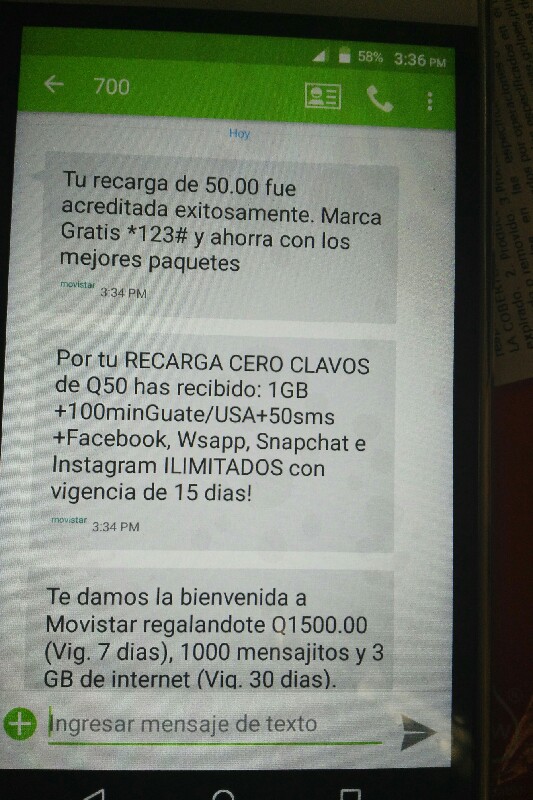 58% 3:36 PM
700
Hoy
Tu recarga de 50.00 fue
acreditada exitosamente. Marca
Gratis *123# y ahorra con los
mejores paquetes
movistar 3:34 PM
Por tu RECARGA CERO CLAVOS
de Q50 has recibido: 1GB
+100minGuate/USA+50sms
+Facebook, Wsapp, Snapchat e
Instagram ILIMITADOS con
vigencia de 15 dias!
movistar 3:34 PM
Te damos la bienvenida a
Movistar regalandote Q1500.00
(Vig. 7 dias), 1000 mensajitos y 3
GB de internet (Vig. 30 dias).
Ingresar mensaje de texto